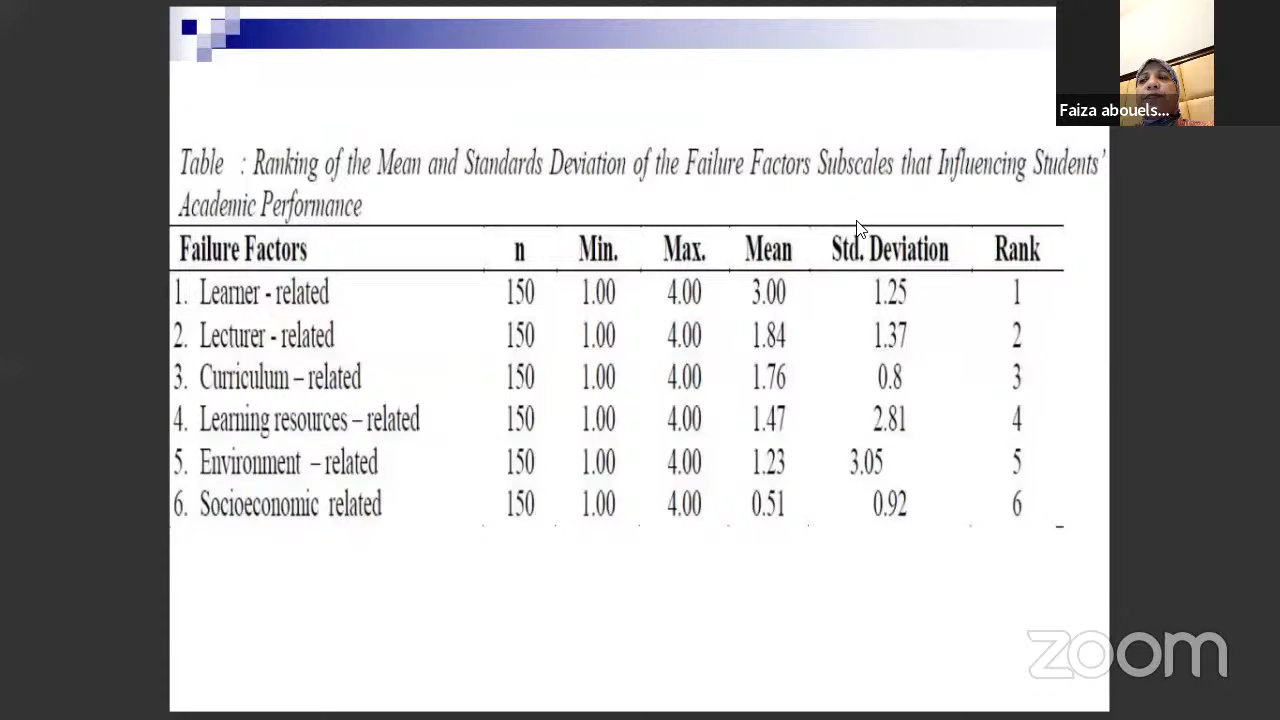 Faiza abouels...
Table : Ranking of the Mean and Standards Deviation of the Failure Factors Subscales that Influencing Students'
Academic Performance
Failure Factors n Min. Max. Mean Std. Deviation Rank
1. Learner - related 150 1.00 4.00 3.00 1.25 1
2. Lecturer - related 150 1.00 4.00 1.84 1.37 2
3. Curriculum – related 150 1.00 4.00 1.76 0.8 3
4. Learning resources – related 150 1.00 4.00 1.47 2.81 4
5. Environment – related 150 1.00 4.00 1.23 3.05 5
6. Socioeconomic related 150 1.00 4.00 0.51 0.92 6
zoom